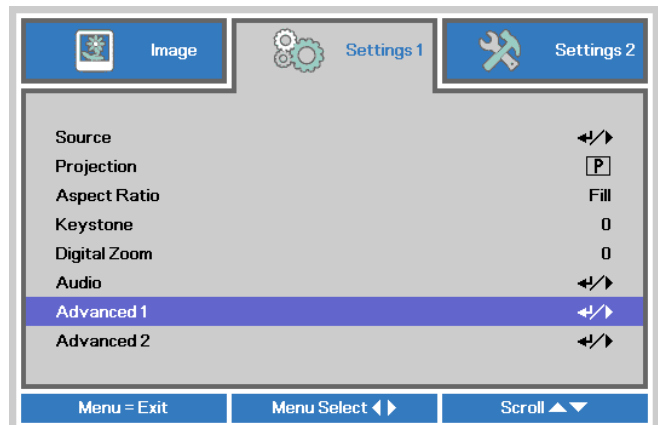 Image
Settings 1
Settings 2
Source ↵/▶
Projection P
Aspect Ratio Fill
Keystone 0
Digital Zoom 0
Audio ↵/▶
Advanced 1 ↵/▶
Advanced 2 ↵/▶
Menu = Exit
Menu Select ◀▶
Scroll ▲▼